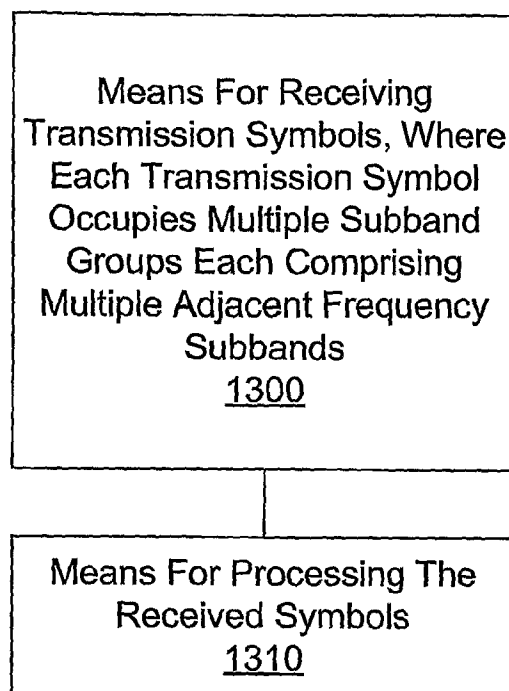 Means For Receiving
Transmission Symbols, Where
Each Transmission Symbol
Occupies Multiple Subband
Groups Each Comprising
Multiple Adjacent Frequency
Subbands
1300
Means For Processing The
Received Symbols
1310